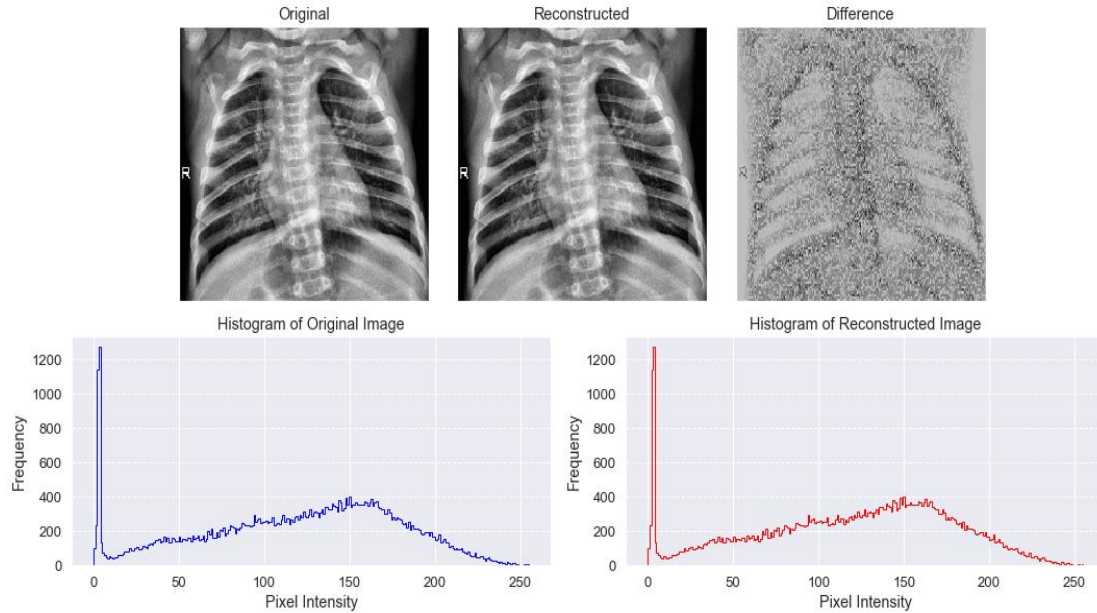 Original
Reconstructed
Difference
R
R
Histogram of Original Image
Frequency
1200
1000
800
600
400
200
0
0 50 100 150 200 250
Pixel Intensity
Histogram of Reconstructed Image
Frequency
1200
1000
800
600
400
200
0
0 50 100 150 200 250
Pixel Intensity